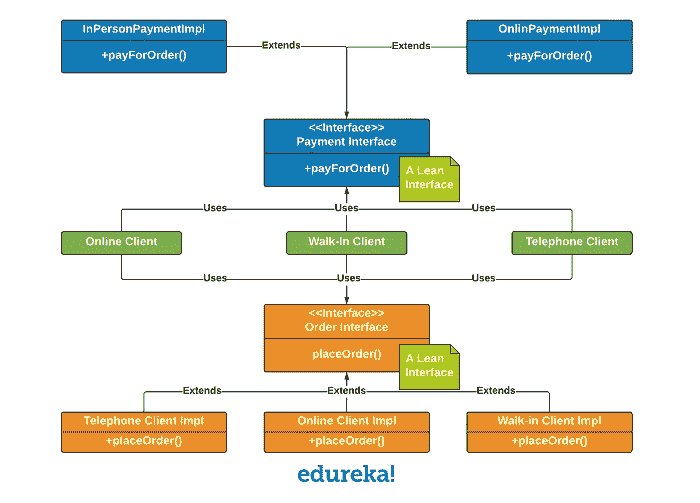 InPersonPaymentImpl
+payForOrder()
Extends
Extends
OnlinPaymentImpl
+payForOrder()
<<Interface>>
Payment Interface
+payForOrder()
A Lean
Interface
Uses
Uses
Uses
Online Client
Walk-In Client
Telephone Client
Uses
Uses
Uses
<<Interface>>
Order Interface
placeOrder()
A Lean
Interface
Extends
Extends
Extends
Telephone Client Impl
+placeOrder()
Online Client Impl
+placeOrder()
Walk-in Client Impl
+placeOrder()
edureka!